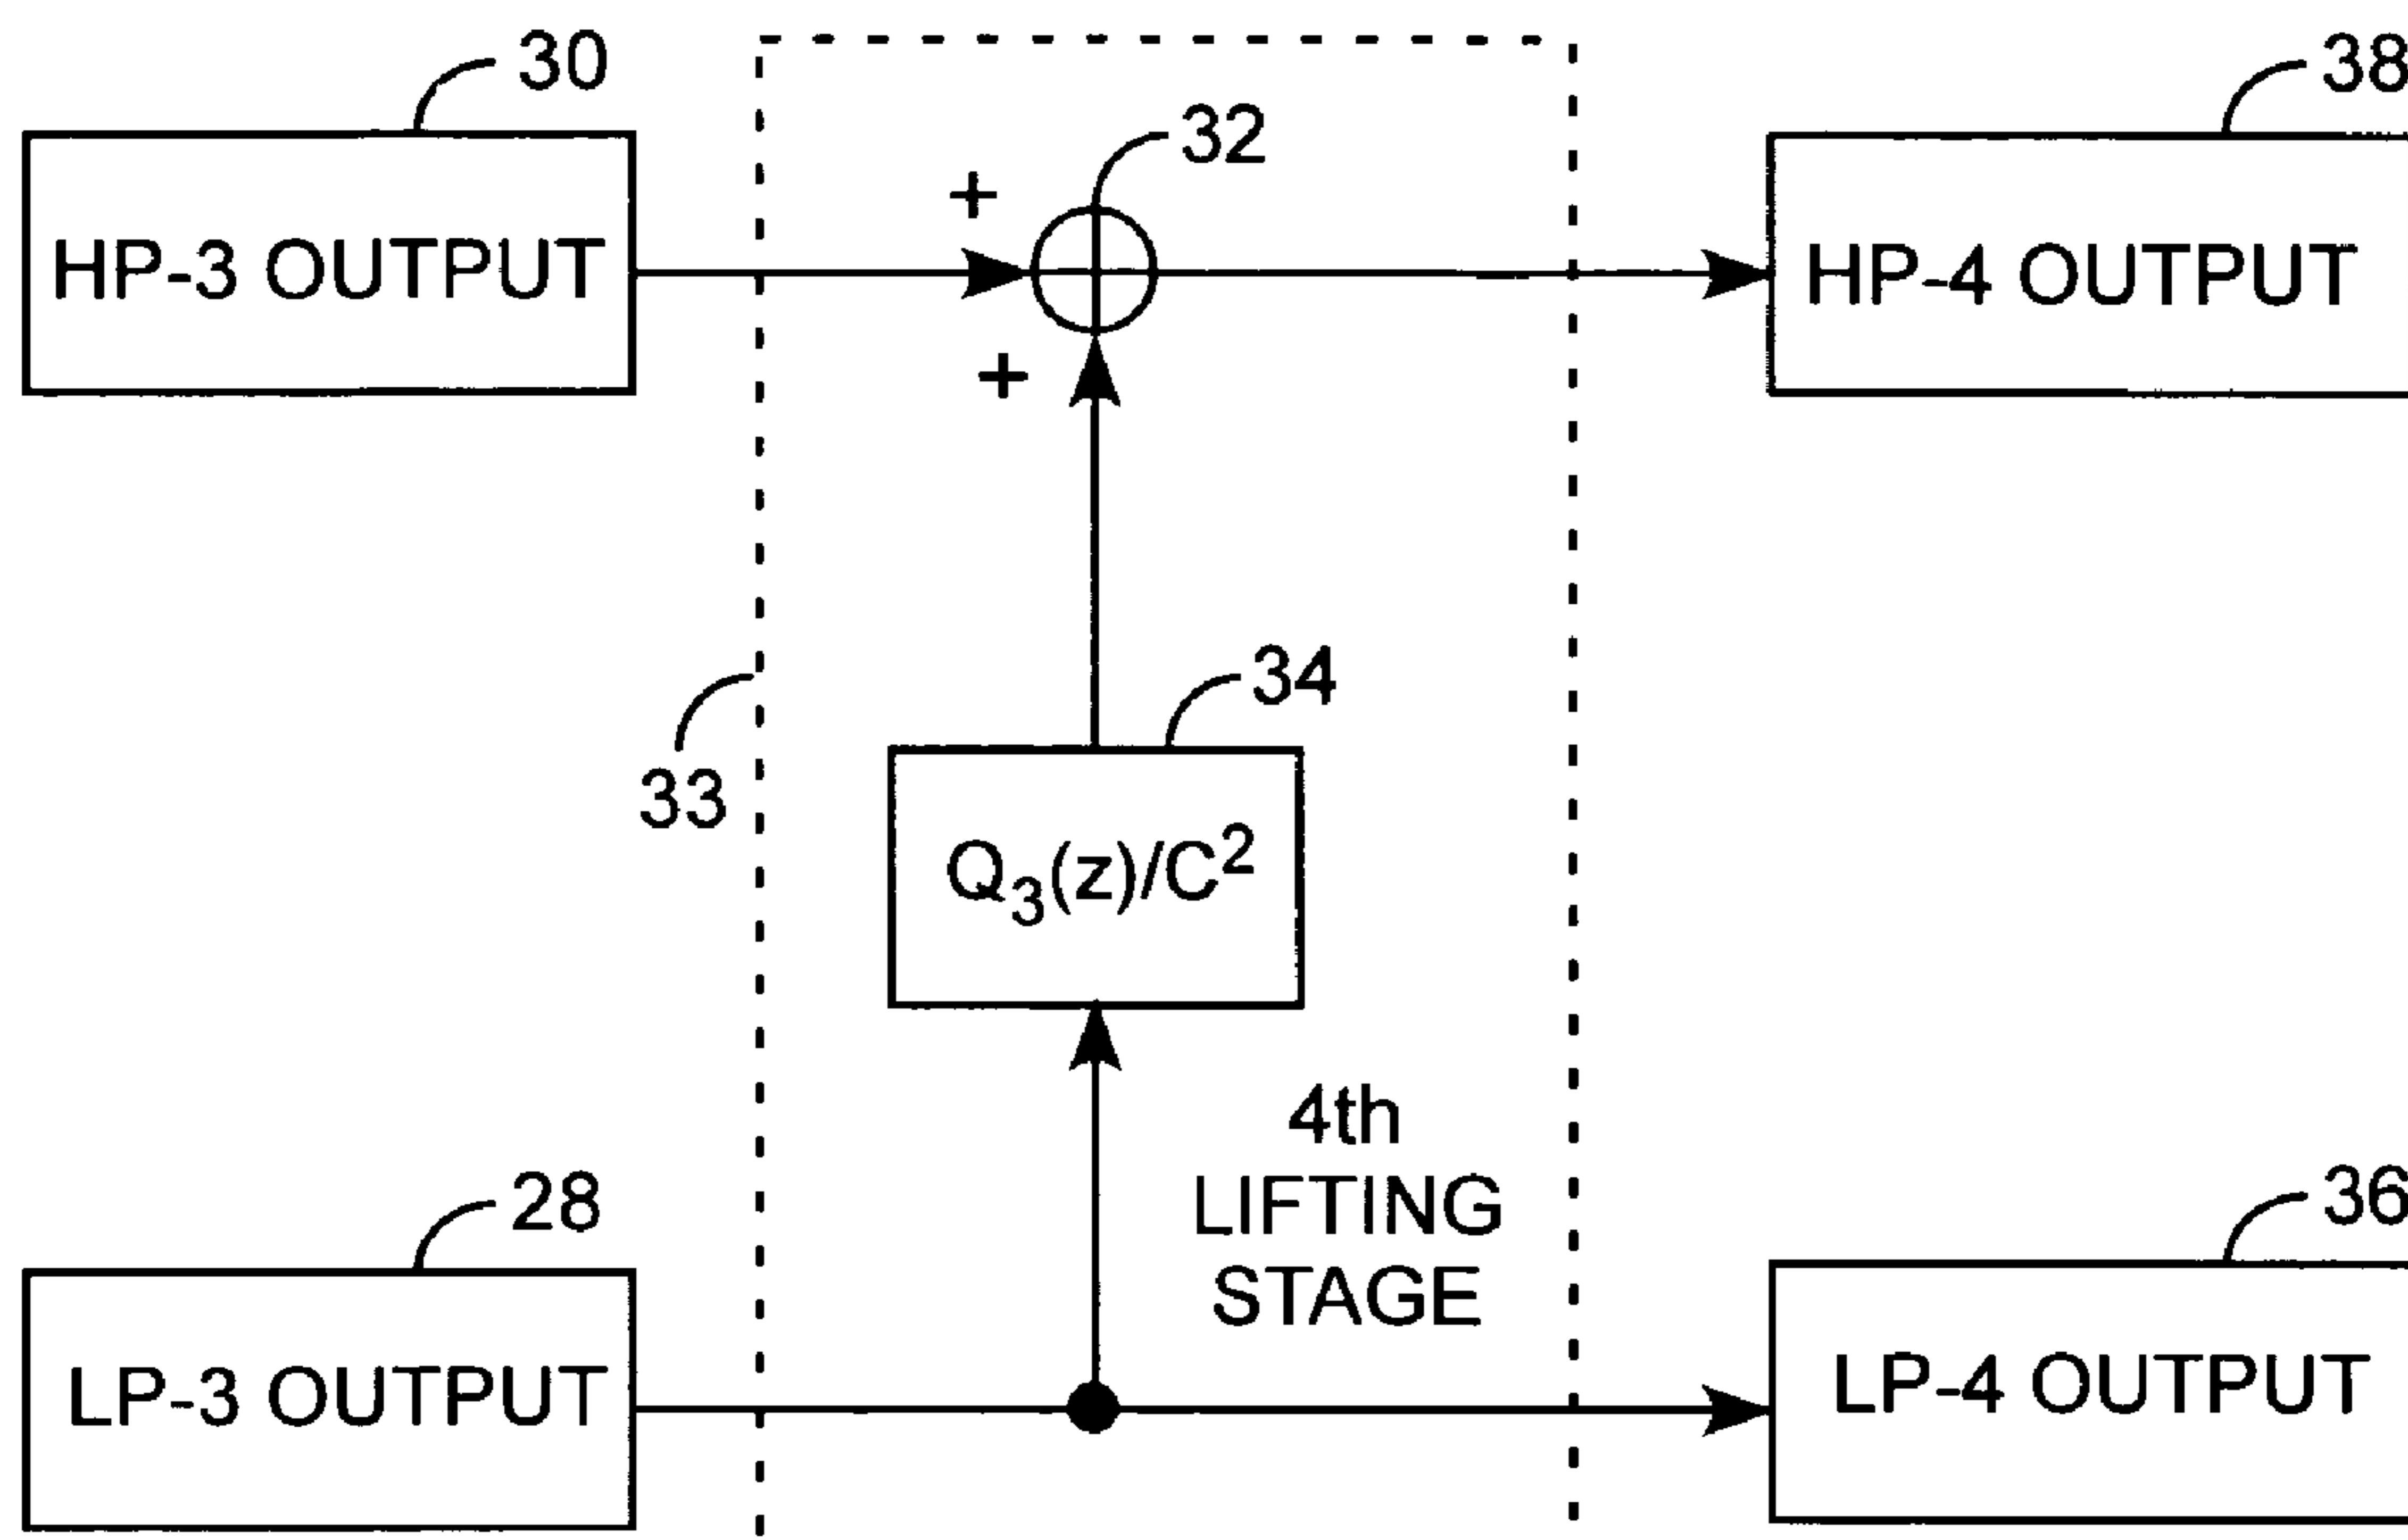 30
38
32
+
HP-3 OUTPUT
HP-4 OUTPUT
+
34
33
Q₃(z)/C²
4th
LIFTING
STAGE
28
36
LP-3 OUTPUT
LP-4 OUTPUT